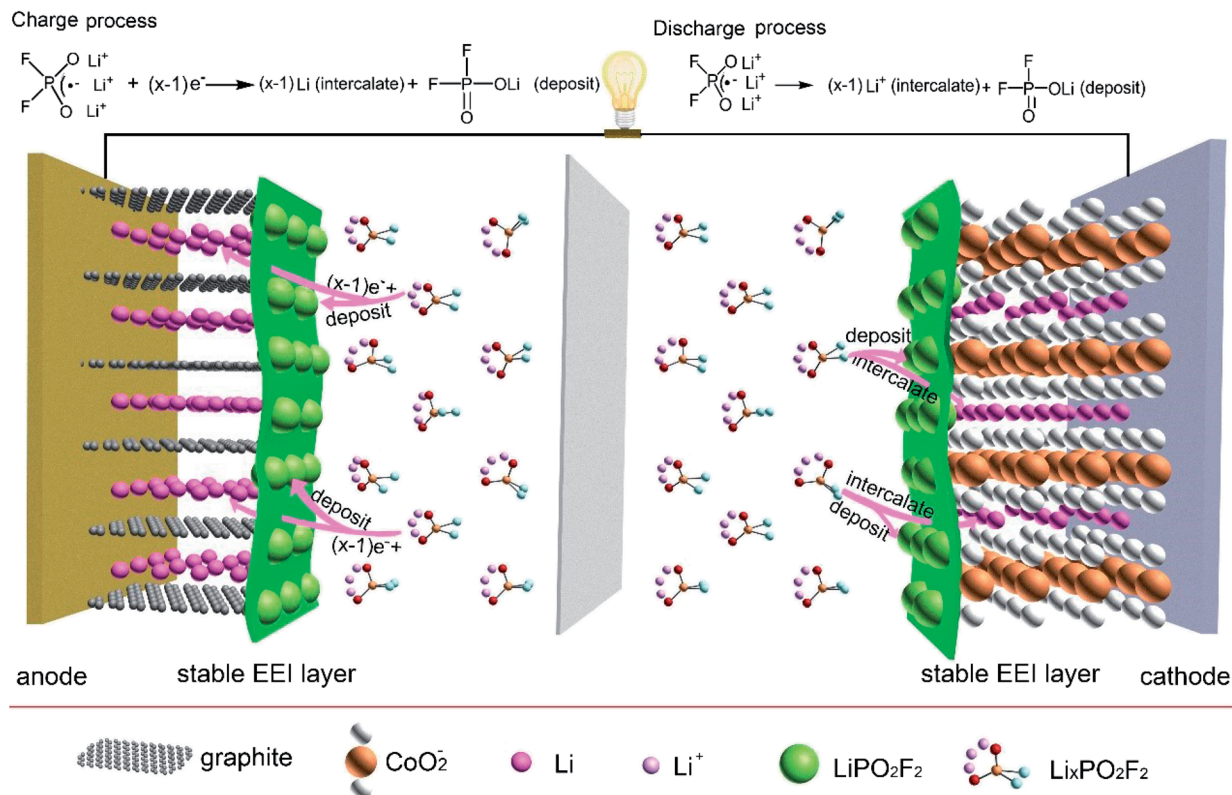 Charge process
Discharge process
F
F
P
O
O
Li⁺
•-
Li⁺
Li⁺
+ (x-1)e⁻
(x-1)Li (intercalate) +
F
F
P
OLi
O
(deposit)
F
F
P
O
O
Li⁺
•-
Li⁺
Li⁺
(x-1)Li⁺ (intercalate) +
F
F
P
OLi
O
(deposit)
(x-1)e⁻+
deposit
deposit
(x-1)e⁻+
deposit
intercalate
intercalate
deposit
anode
stable EEI layer
stable EEI layer
cathode
graphite
CoO₂⁻
Li
Li⁺
LiPO₂F₂
LiₓPO₂F₂